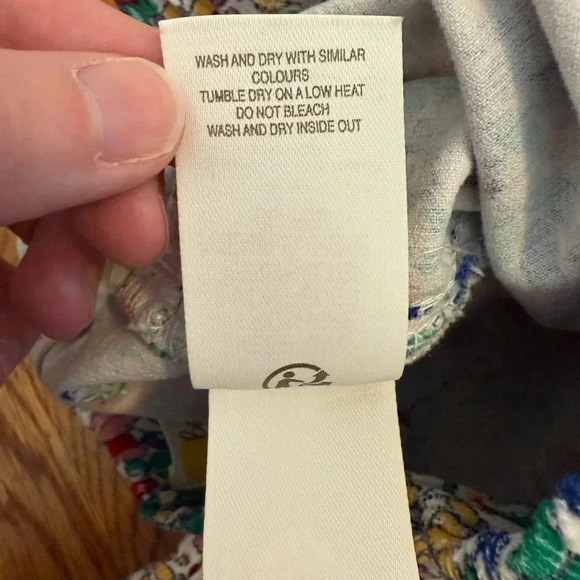 WASH AND DRY WITH SIMILAR
COLOURS
TUMBLE DRY ON A LOW HEAT
DO NOT BLEACH
WASH AND DRY INSIDE OUT